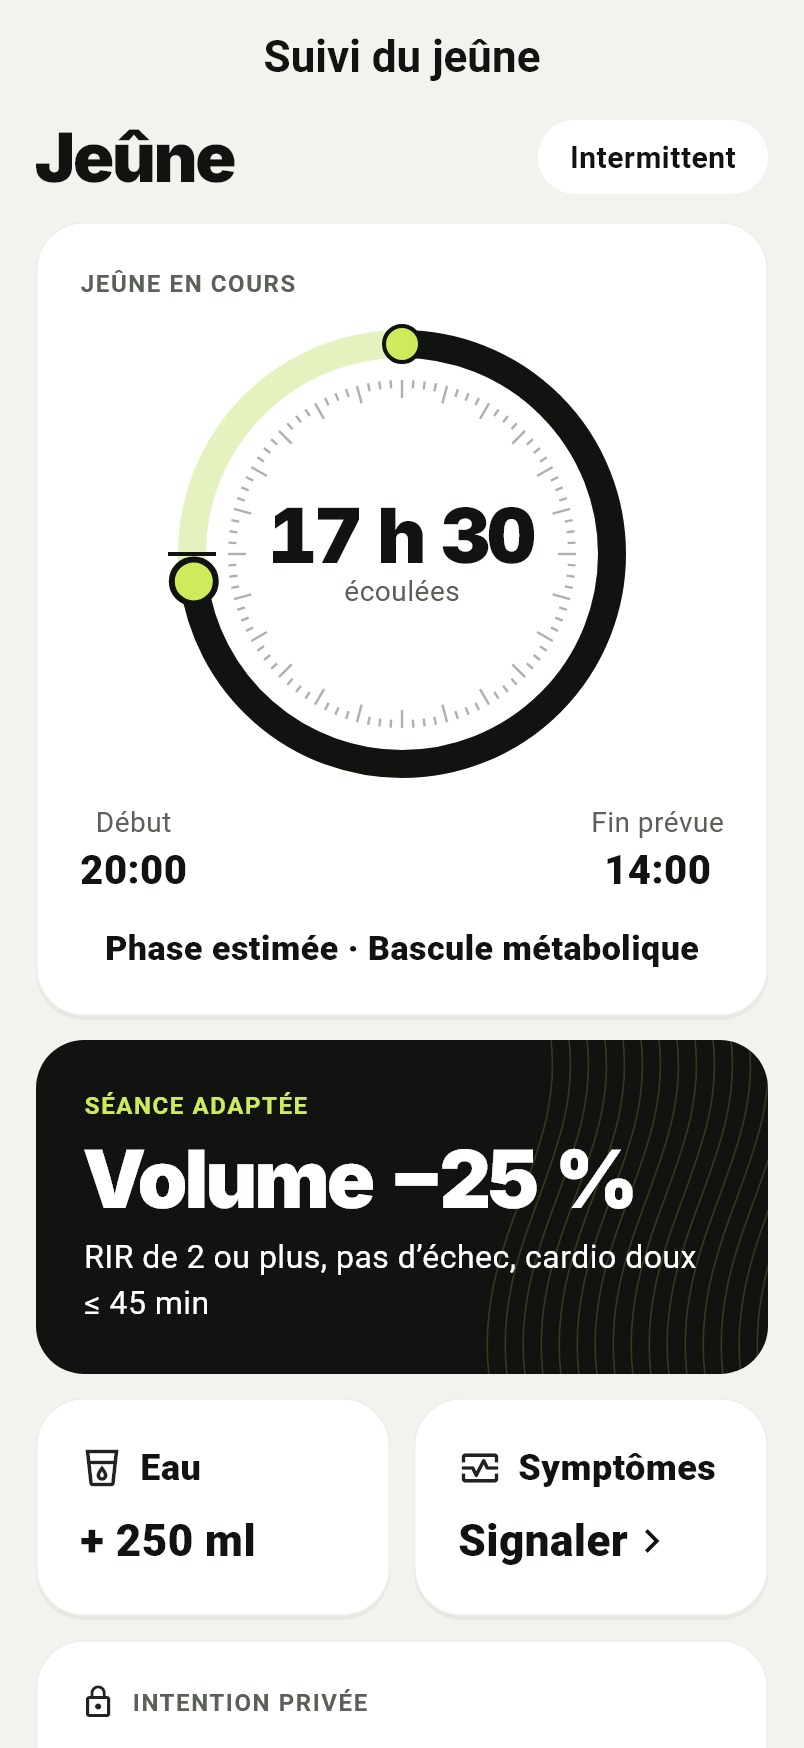 Suivi du jeûne
Jeûne
Intermittent
JEÛNE EN COURS
17 h 30
écoulées
Début
Fin prévue
20:00
14:00
Phase estimée · Bascule métabolique
SÉANCE ADAPTÉE
Volume −25 %
RIR de 2 ou plus, pas d’échec, cardio doux
≤ 45 min
Eau
+ 250 ml
Symptômes
Signaler
INTENTION PRIVÉE